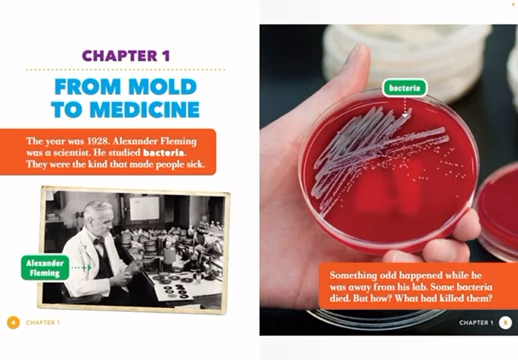 CHAPTER 1
FROM MOLD
TO MEDICINE
The year was 1928. Alexander Fleming
was a scientist. He studied bacteria.
They were the kind that made people sick.
Alexander
Fleming
4 CHAPTER 1
bacteria
Something odd happened while he
was away from his lab. Some bacteria
died. But how? What had killed them?
CHAPTER 1 5